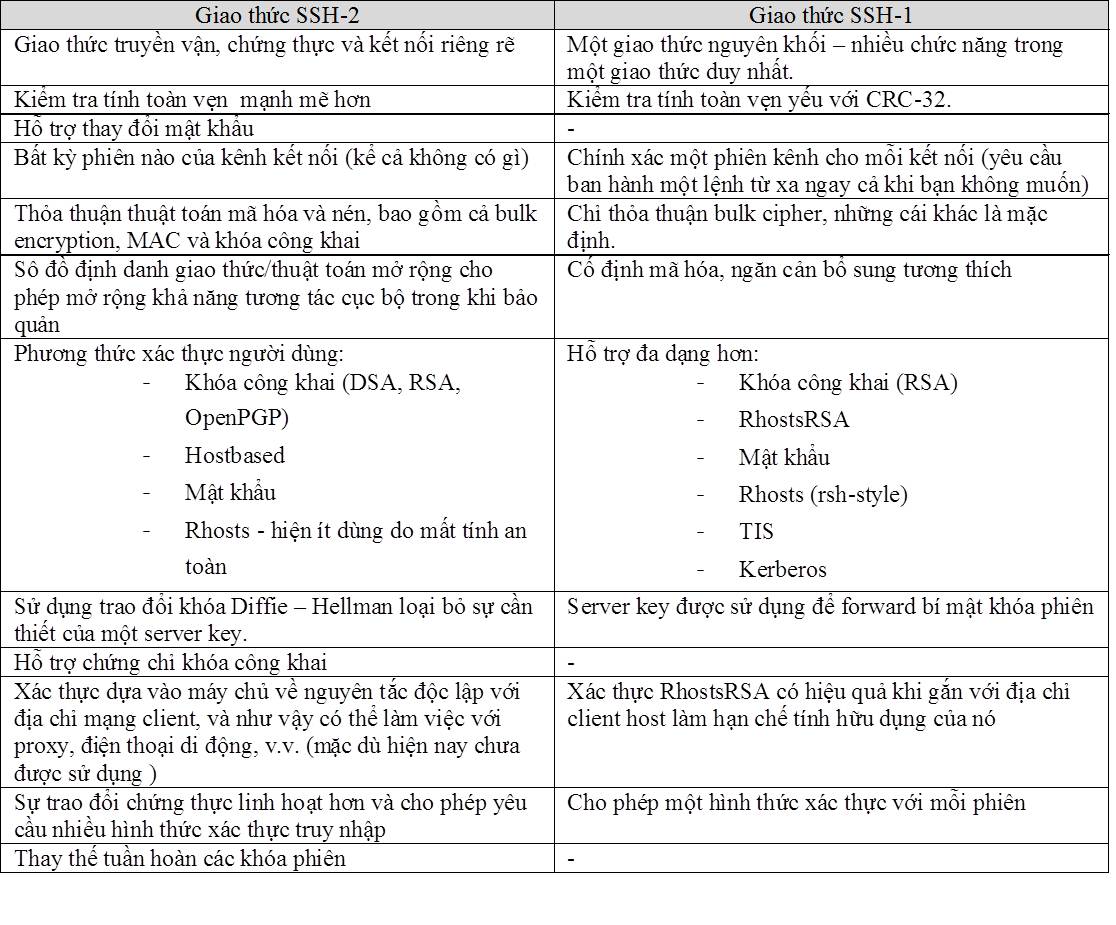 Giao thức SSH-2
Giao thức SSH-1
Giao thức truyền vận, chứng thực và kết nối riêng rẽ
Một giao thức nguyên khối – nhiều chức năng trong
một giao thức duy nhất.
Kiểm tra tính toàn vẹn mạnh mẽ hơn
Kiểm tra tính toàn vẹn yếu với CRC-32.
Hỗ trợ thay đổi mật khẩu
-
Bất kỳ phiên nào của kênh kết nối (kể cả không có gì)
Chính xác một phiên kênh cho mỗi kết nối (yêu cầu
ban hành một lệnh từ xa ngay cả khi bạn không muốn)
Thỏa thuận thuật toán mã hóa và nén, bao gồm cả bulk
encryption, MAC và khóa công khai
Chỉ thỏa thuận bulk cipher, những cái khác là mặc
định.
Sô đồ định danh giao thức/thuật toán mở rộng cho
phép mở rộng khả năng tương tác cục bộ trong khi bảo
quản
Cố định mã hóa, ngăn cản bổ sung tương thích
Phương thức xác thực người dùng:
- Khóa công khai (DSA, RSA,
OpenPGP)
- Hostbased
- Mật khẩu
- Rhosts - hiện ít dùng do mất tính an
toàn
Hỗ trợ đa dạng hơn:
- Khóa công khai (RSA)
- RhostsRSA
- Mật khẩu
- Rhosts (rsh-style)
- TIS
- Kerberos
Sử dụng trao đổi khóa Diffie – Hellman loại bỏ sự cần
thiết của một server key.
Server key được sử dụng để forward bí mật khóa phiên
Hỗ trợ chứng chỉ khóa công khai
-
Xác thực dựa vào máy chủ về nguyên tắc độc lập với
địa chỉ mạng client, và như vậy có thể làm việc với
proxy, điện thoại di động, v.v. (mặc dù hiện nay chưa
được sử dụng )
Xác thực RhostsRSA có hiệu quả khi gắn với địa chỉ
client host làm hạn chế tính hữu dụng của nó
Sự trao đổi chứng thực linh hoạt hơn và cho phép yêu
cầu nhiều hình thức xác thực truy nhập
Cho phép một hình thức xác thực với mỗi phiên
Thay thế tuần hoàn các khóa phiên
-